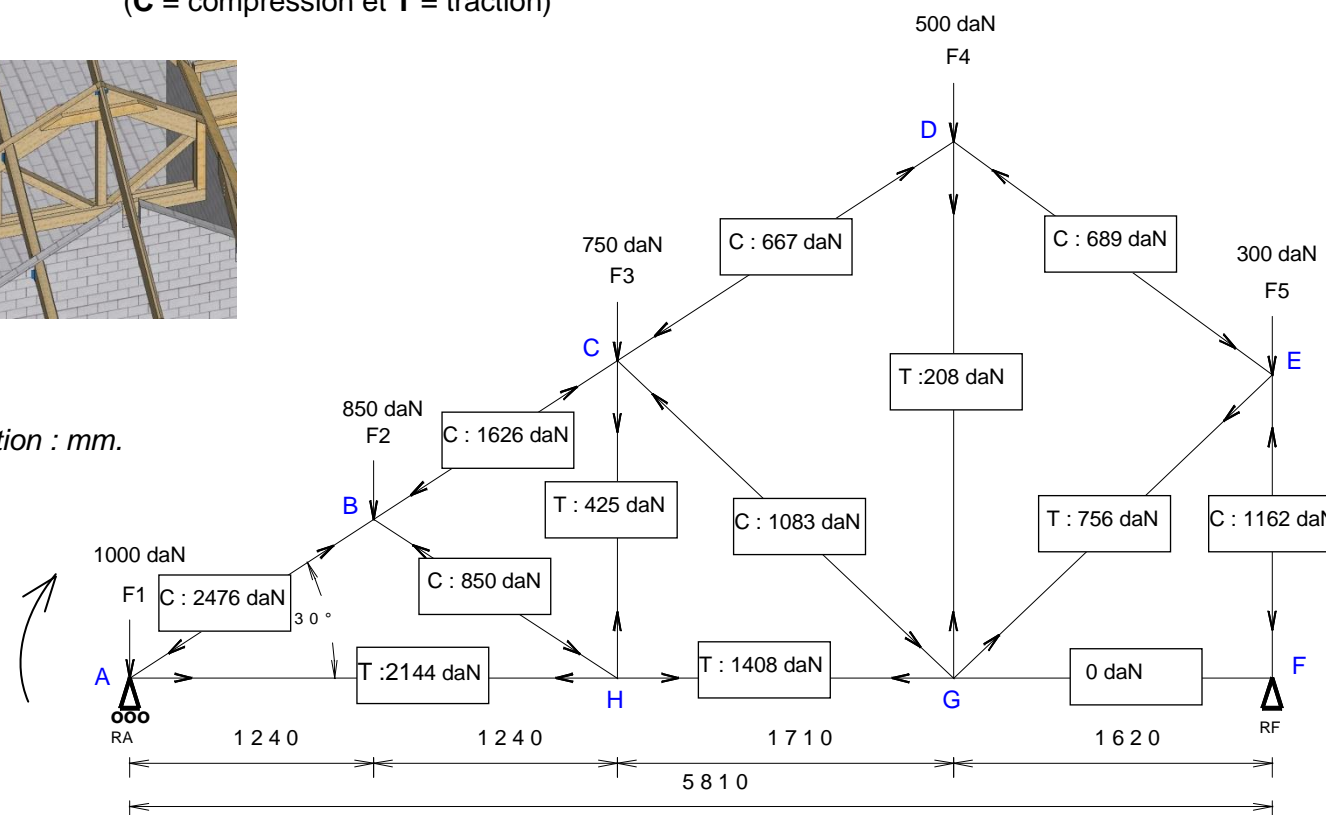 (C = compression et T = traction)
500 daN
F4
D
C : 667 daN
C : 689 daN
750 daN
F3
300 daN
F5
C
E
T :208 daN
850 daN
F2
C : 1626 daN
tion : mm.
B
T : 425 daN
C : 1083 daN
T : 756 daN
C : 1162 daN
1000 daN
F1
C : 2476 daN
30°
C : 850 daN
A
T :2144 daN
H
T : 1408 daN
G
0 daN
F
RA
RF
1240
1240
1710
1620
5810